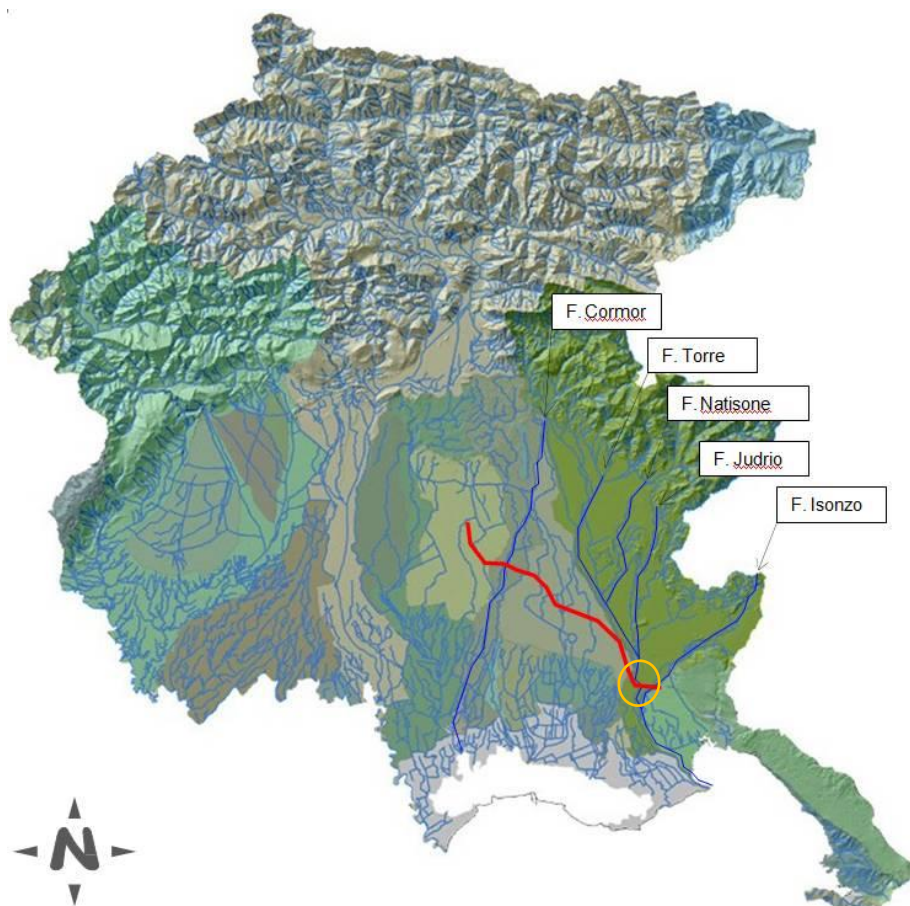 F. Cormor
F. Torre
F. Natisone
F. Judrio
F. Isonzo
N